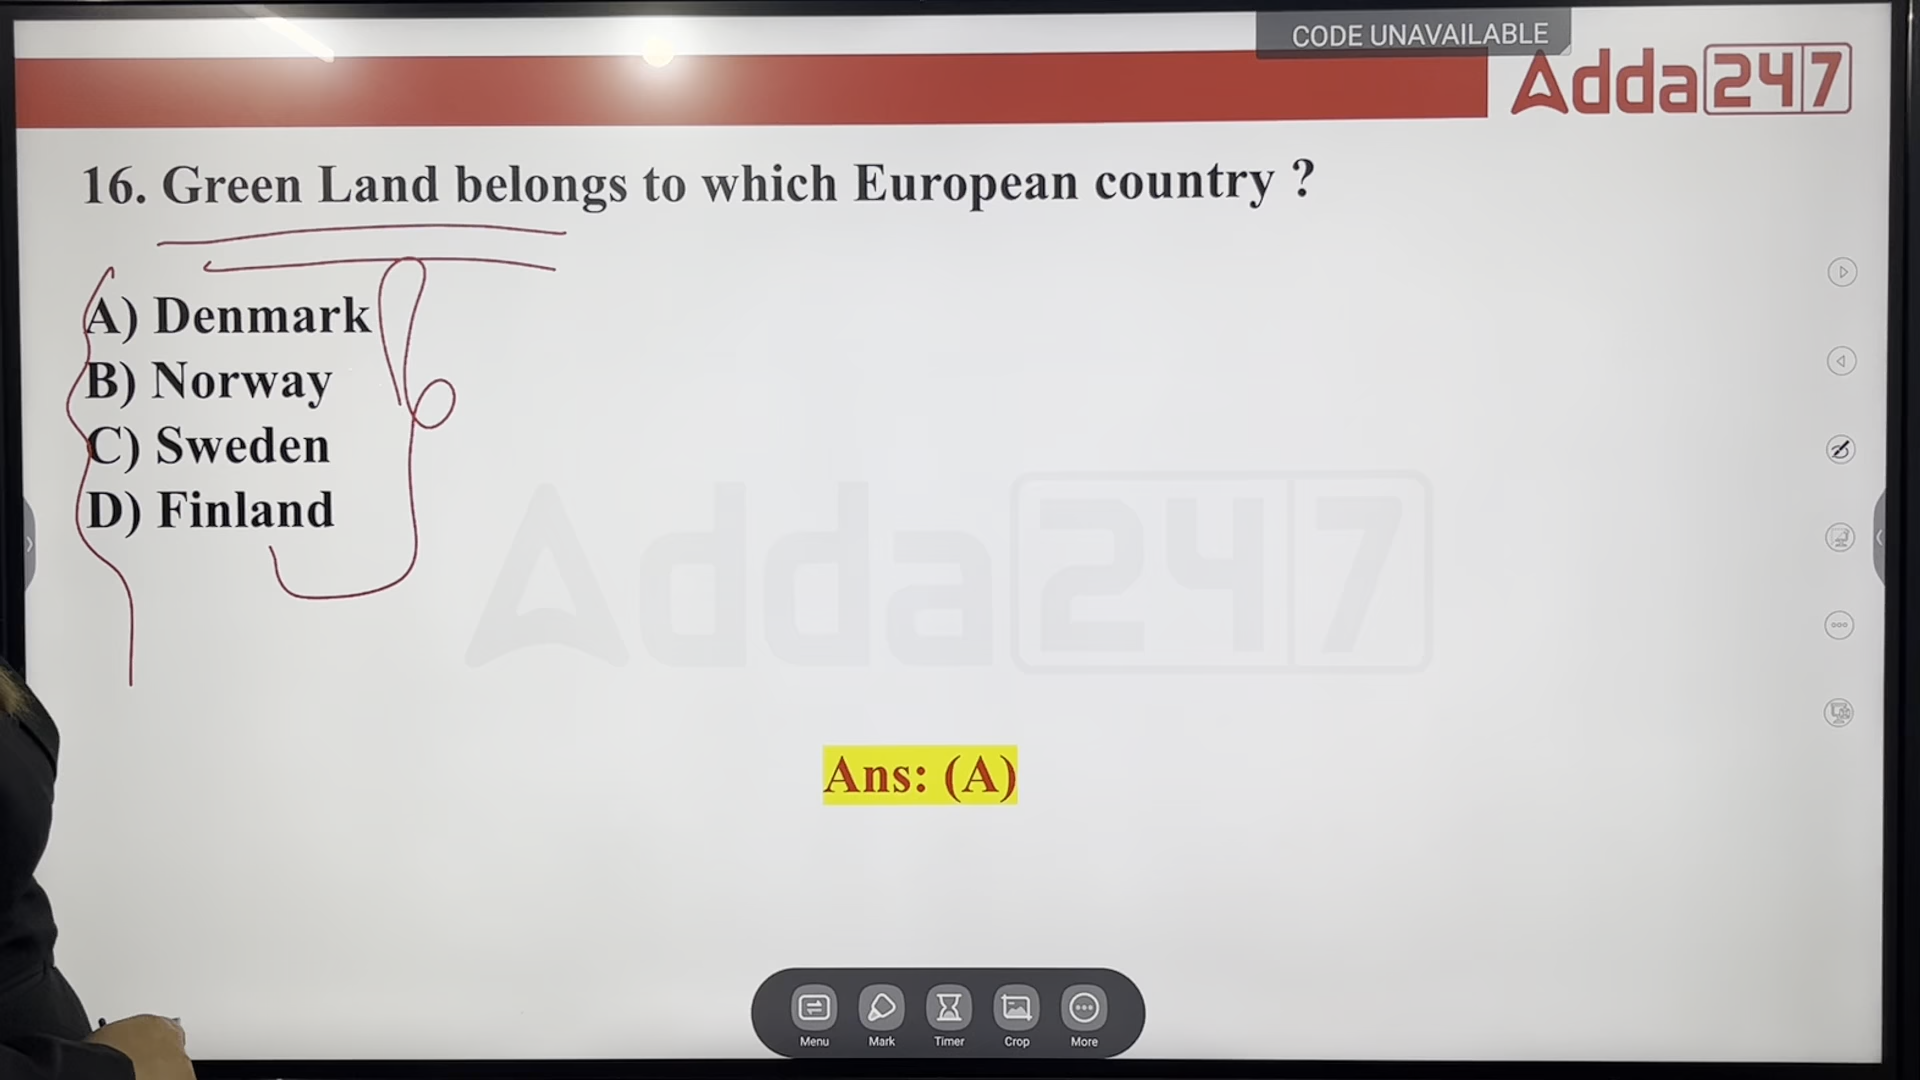 CODE UNAVAILABLE
Adda247
16. Green Land belongs to which European country ?
A) Denmark
B) Norway
C) Sweden
D) Finland
Adda247
Ans: (A)
Menu Mark Timer Crop More